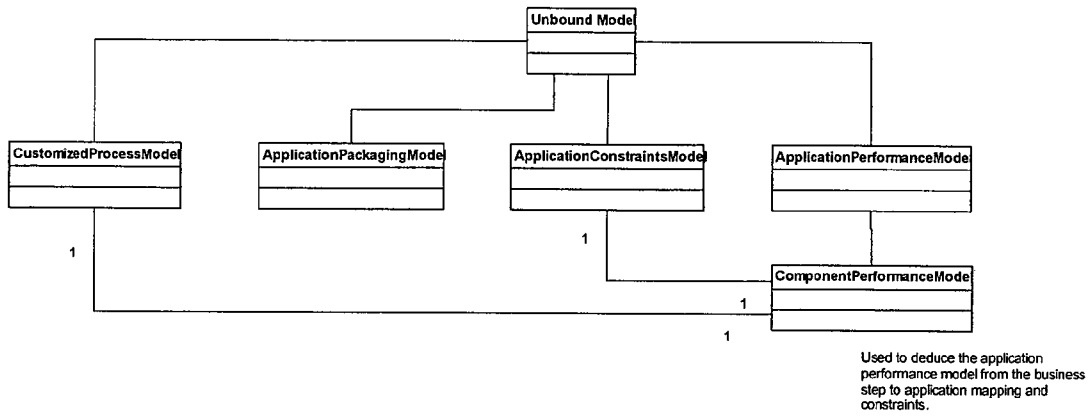 Unbound Model
CustomizedProcessModel
ApplicationPackagingModel
ApplicationConstraintsModel
ApplicationPerformanceModel
1
1
ComponentPerformanceModel
1
1
Used to deduce the application
performance model from the business
step to application mapping and
constraints.